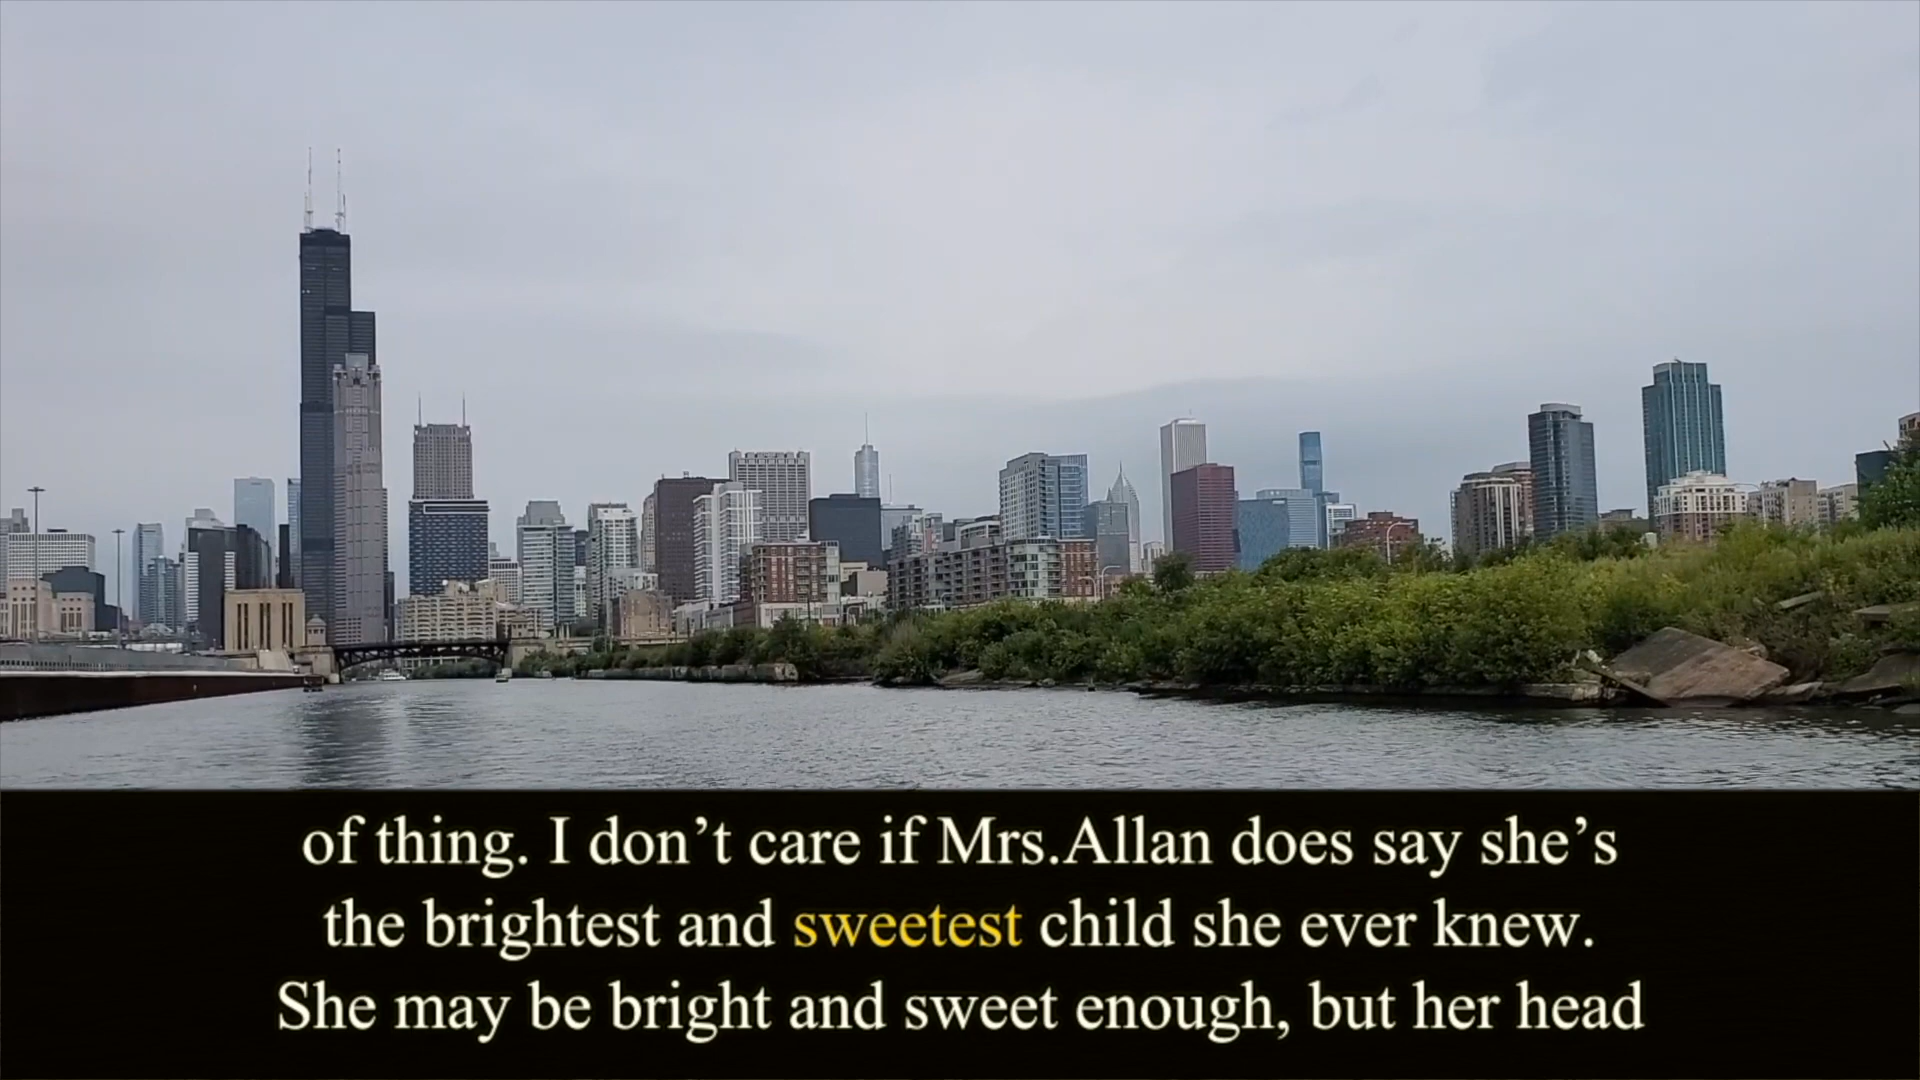 of thing. I don’t care if Mrs.Allan does say she’s
the brightest and sweetest child she ever knew.
She may be bright and sweet enough, but her head